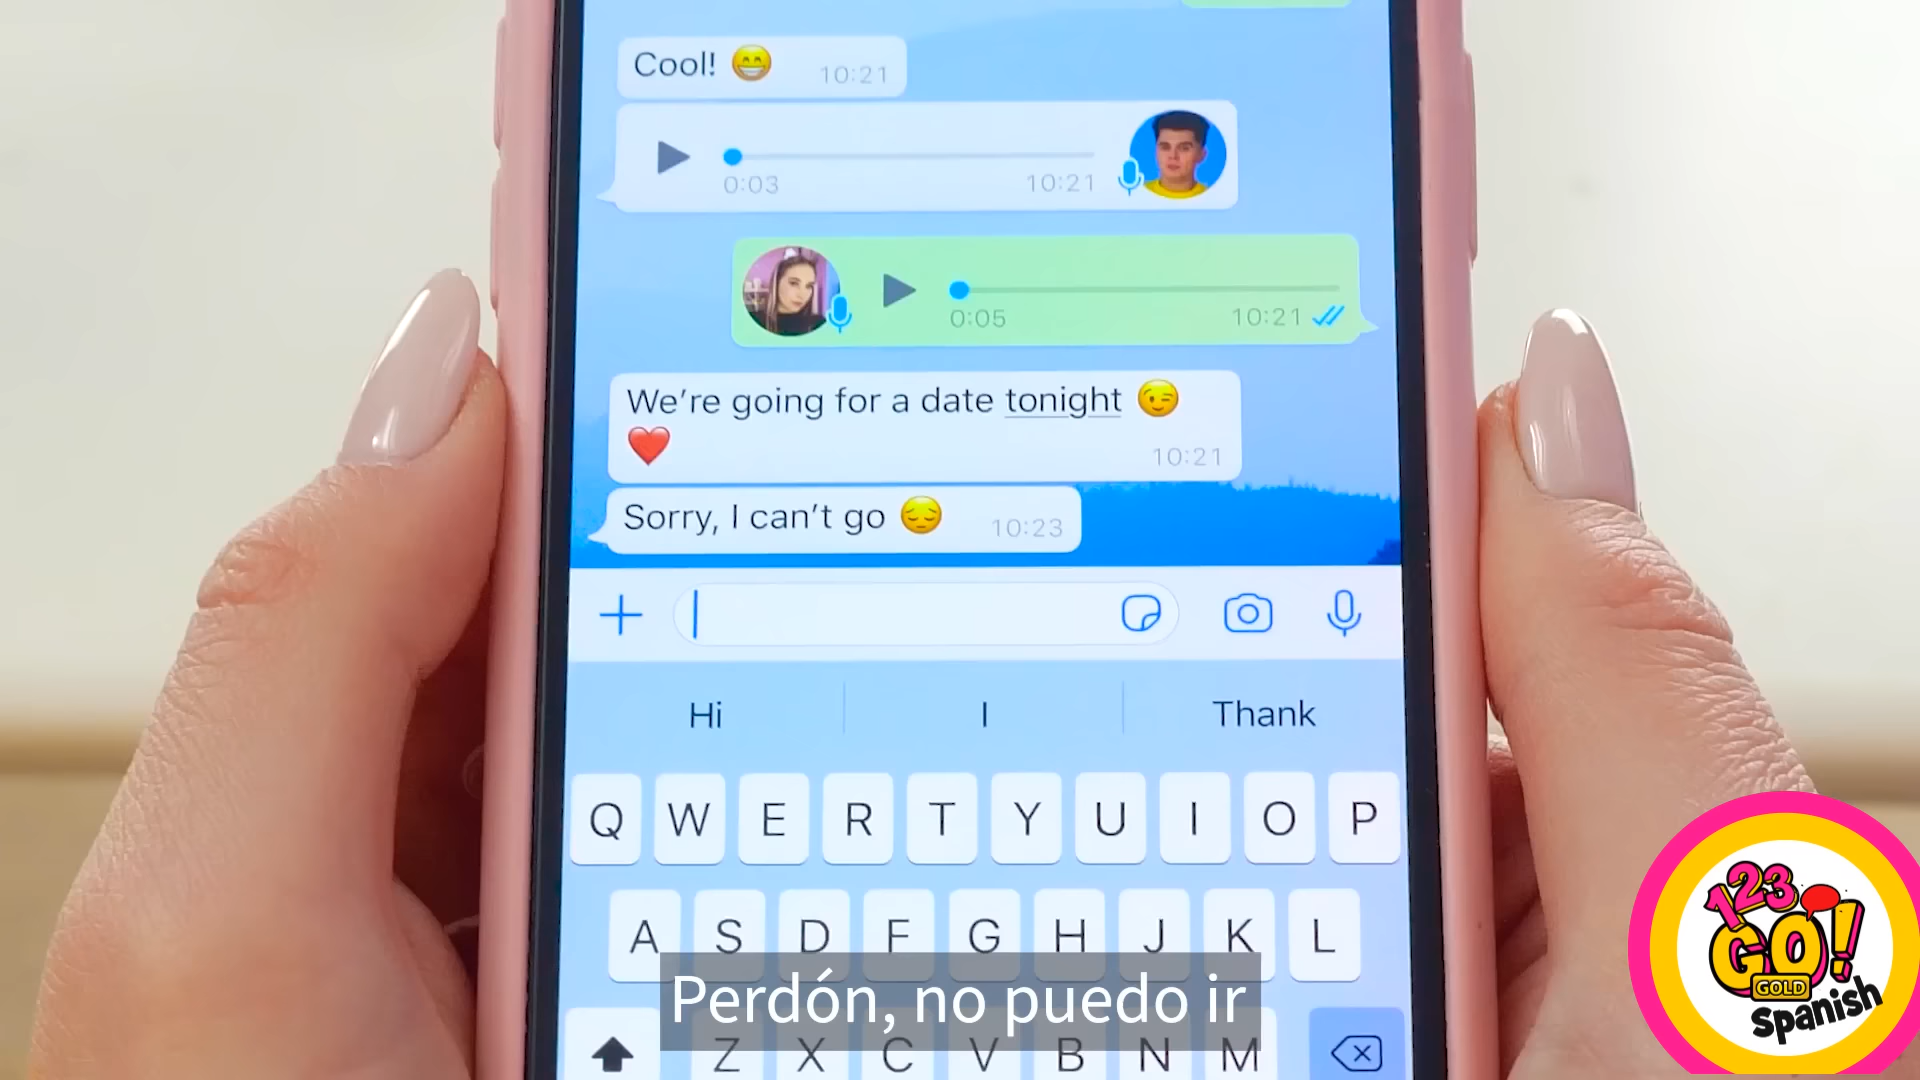 Cool! 😁 10:21
0:03 10:21
0:05 10:21
We're going for a date tonight 😉
❤️ 10:21
Sorry, I can't go 😔 10:23
Hi I Thank
Q W E R T Y U I O P
A S D F G H J K L
Perdón, no puedo ir
Z X C V B N M
123
GO!
GOLD
Spanish